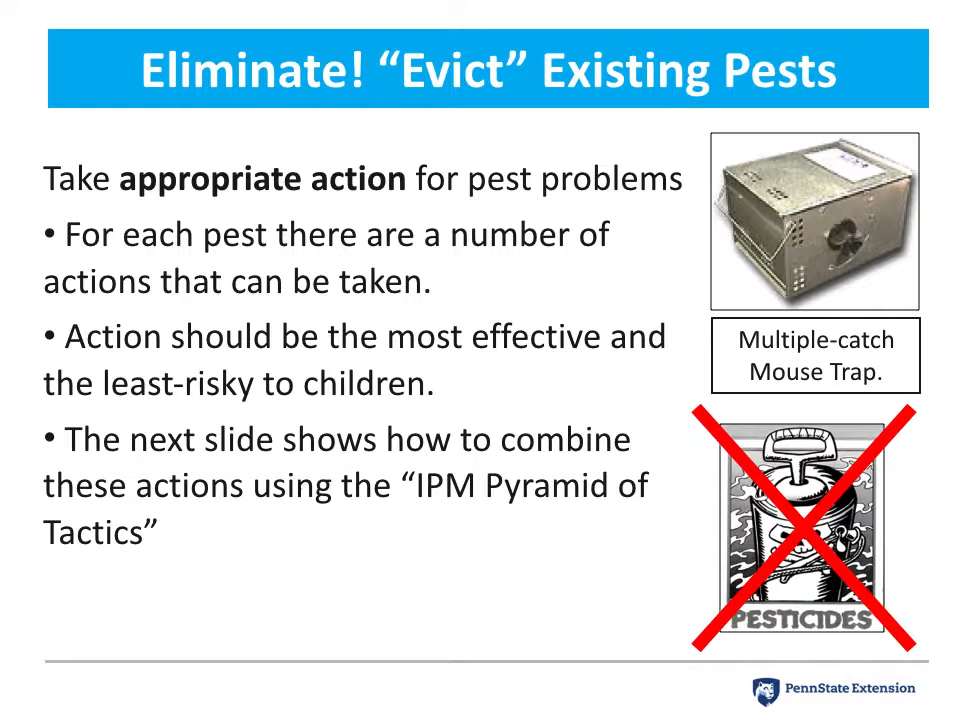 Eliminate! “Evict” Existing Pests
Take appropriate action for pest problems
• For each pest there are a number of
actions that can be taken.
• Action should be the most effective and
the least-risky to children.
• The next slide shows how to combine
these actions using the “IPM Pyramid of
Tactics”
Multiple-catch
Mouse Trap.
PESTICIDES
PennState Extension